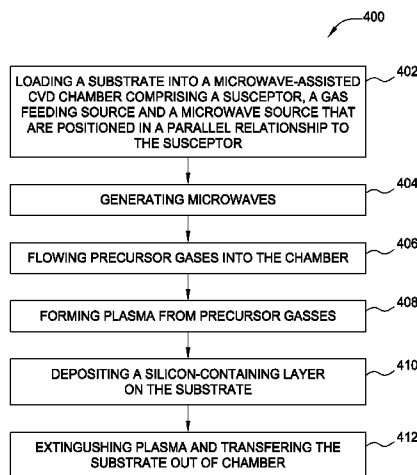 400
LOADING A SUBSTRATE INTO A MICROWAVE-ASSISTED
CVD CHAMBER COMPRISING A SUSCEPTOR, A GAS
FEEDING SOURCE AND A MICROWAVE SOURCE THAT
ARE POSITIONED IN A PARALLEL RELATIONSHIP TO
THE SUSCEPTOR
402
GENERATING MICROWAVES
404
FLOWING PRECURSOR GASES INTO THE CHAMBER
406
FORMING PLASMA FROM PRECURSOR GASSES
408
DEPOSITING A SILICON-CONTAINING LAYER
ON THE SUBSTRATE
410
EXTINGUSHING PLASMA AND TRANSFERING THE
SUBSTRATE OUT OF CHAMBER
412